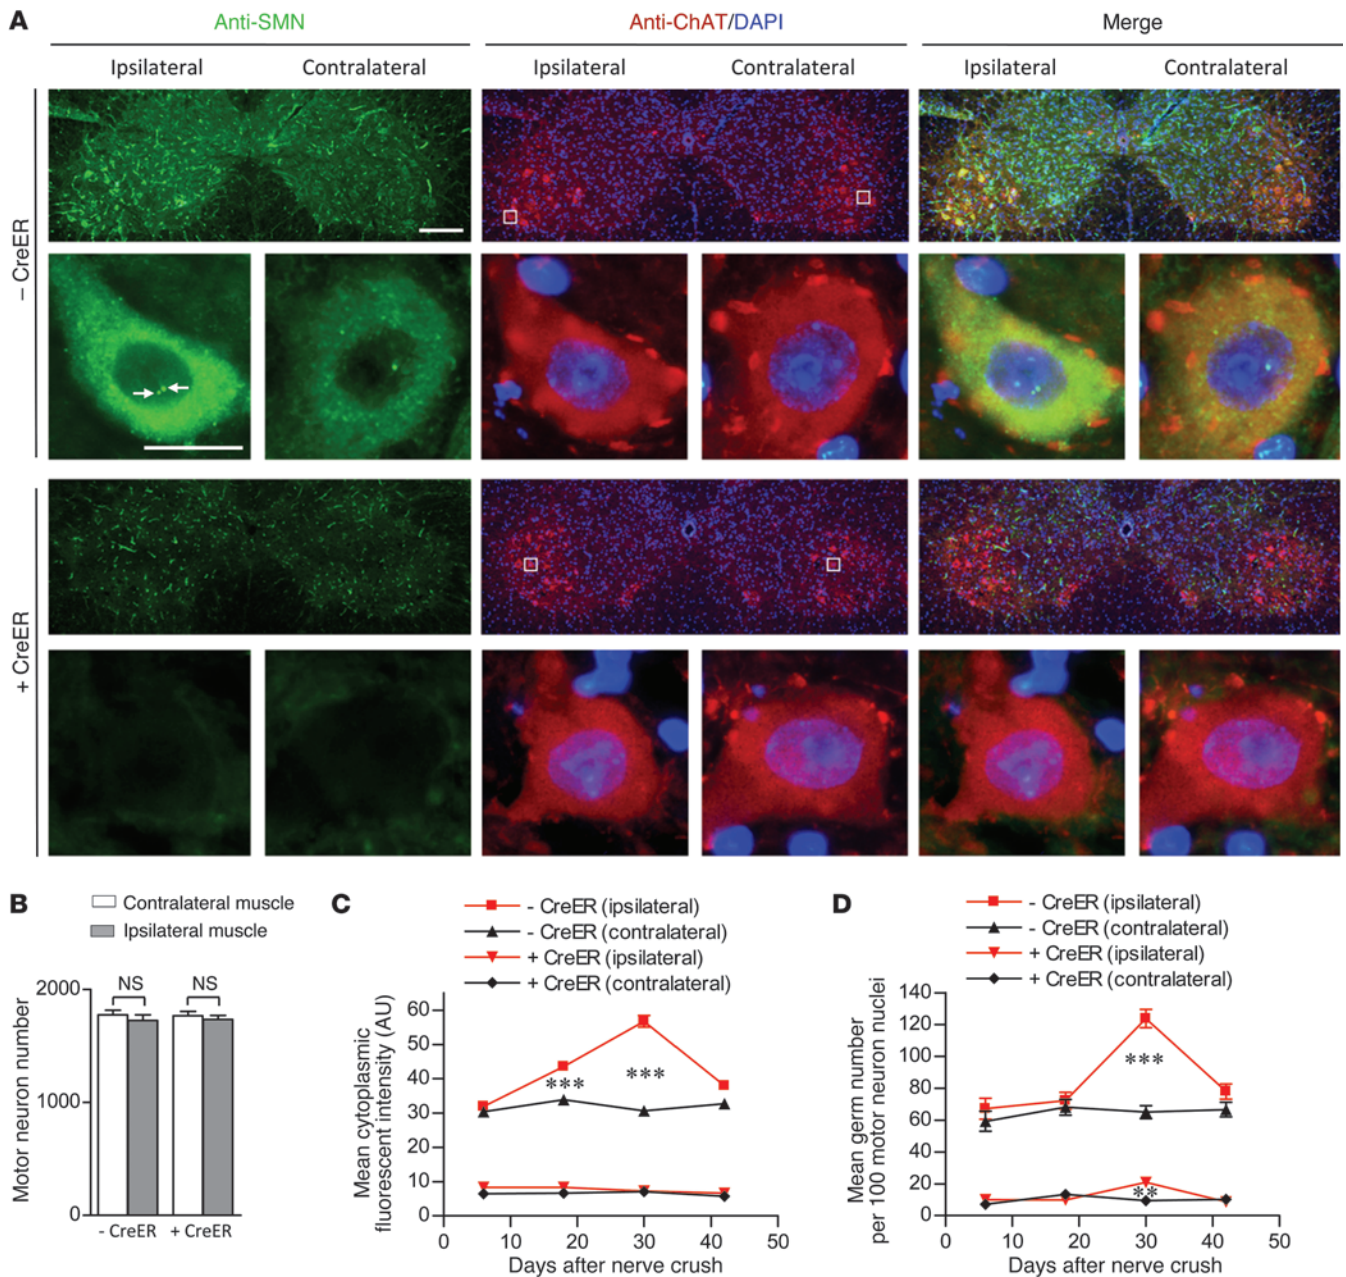 A
Anti-SMN
Anti-ChAT/DAPI
Merge
Ipsilateral
Contralateral
Ipsilateral
Contralateral
Ipsilateral
Contralateral
– CreER
+ CreER
B
Contralateral muscle
Ipsilateral muscle
Motor neuron number
2000
1000
0
NS
NS
- CreER
+ CreER
C
- CreER (ipsilateral)
- CreER (contralateral)
+ CreER (ipsilateral)
+ CreER (contralateral)
Mean cytoplasmic
fluorescent intensity (AU)
60
50
40
30
20
10
0
***
***
0 10 20 30 40 50
Days after nerve crush
D
- CreER (ipsilateral)
- CreER (contralateral)
+ CreER (ipsilateral)
+ CreER (contralateral)
Mean germ number
per 100 motor neuron nuclei
140
120
100
80
60
40
20
0
***
**
0 10 20 30 40 50
Days after nerve crush